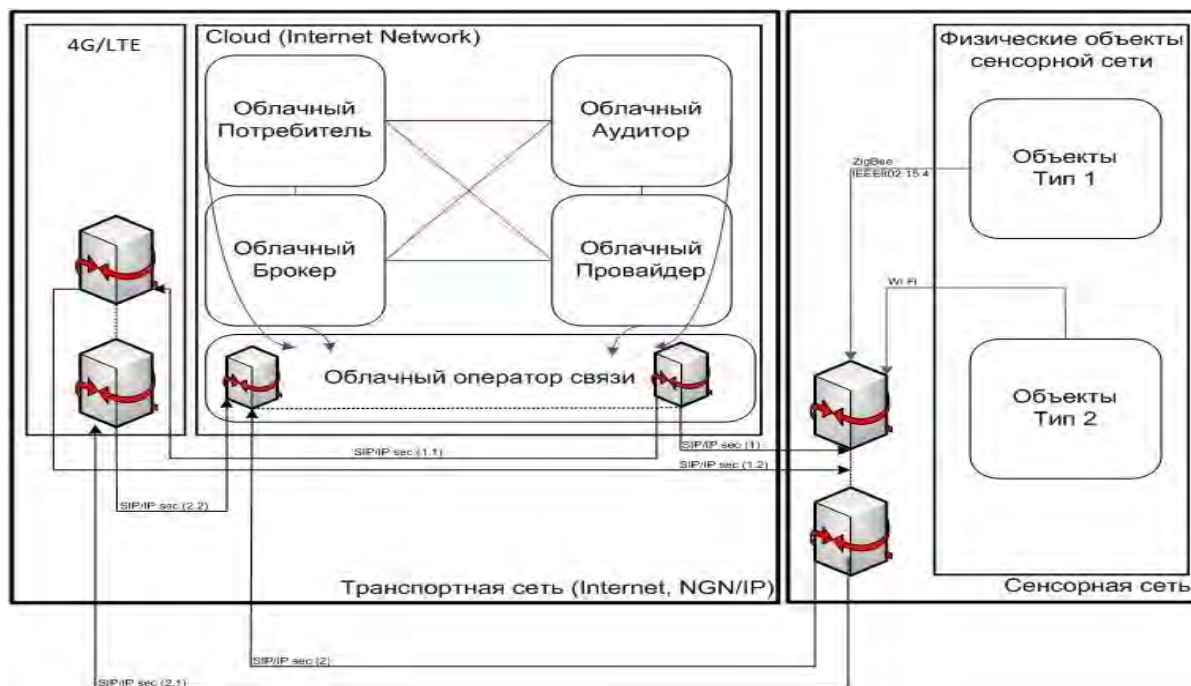 4G/LTE
Cloud (Internet Network)
Облачный
Потребитель
Облачный
Аудитор
Облачный
Брокер
Облачный
Провайдер
Облачный оператор связи
SIP/IP sec (1)
SIP/IP sec (1.1)
SIP/IP sec (1.2)
SIP/IP sec (2.2)
Транспортная сеть (Internet, NGN/IP)
Физические объекты
сенсорной сети
ZigBee
IEEE802.15.4
Объекты
Тип 1
Wi Fi
Объекты
Тип 2
Сенсорная сеть
SIP/IP sec (2)
SIP/IP sec (2.1)